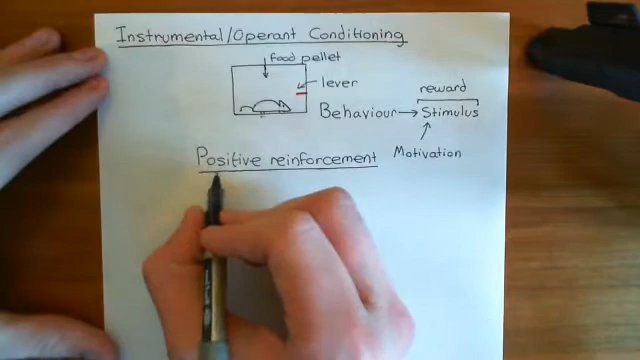 Instrumental/Operant Conditioning
food pellet
lever
reward
Behaviour → Stimulus
Motivation
Positive reinforcement